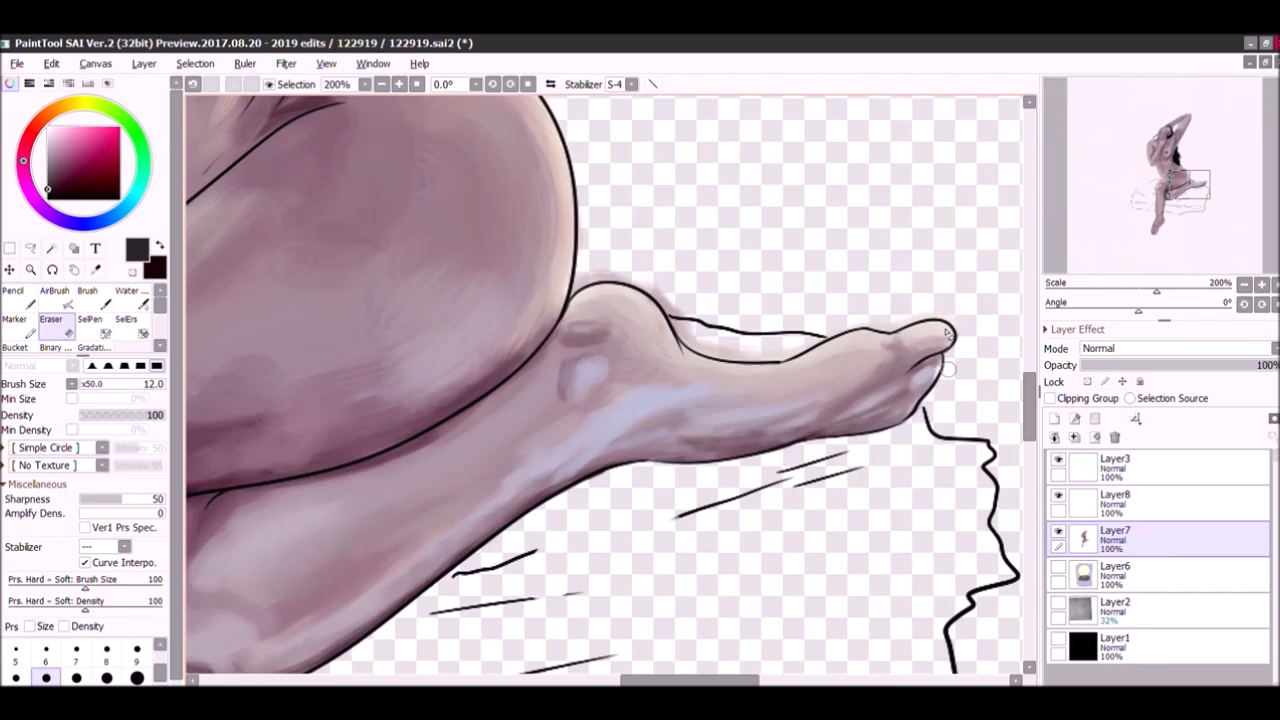 PaintTool SAI Ver.2 (32bit) Preview.2017.08.20 - 2019 edits / 122919 / 122919.sai2 (*)
File Edit Canvas Layer Selection Ruler Filter View Window Help
Selection 200% 0.0º Stabilizer S-4
T
Pencil AirBrush Brush Water ...
Marker Eraser SelPen SelErs
Bucket Binary ... Gradati...
Normal
Brush Size x50.0 12.0
Min Size 0%
Density 100
Min Density 0%
[ Simple Circle ] Intensity 50
[ No Texture ] Intensity 95
Miscellaneous
Sharpness 50
Amplify Dens. 0
Ver1 Prs Spec.
Stabilizer ---
Curve Interpo.
Prs. Hard ↔ Soft: Brush Size 100
Prs. Hard ↔ Soft: Density 100
Prs Size Density
5 6 7 8 9
Scale 200%
Angle 0°
Layer Effect
Mode Normal
Opacity 100%
Lock
Clipping Group Selection Source
Layer3
Normal
100%
Layer8
Normal
100%
Layer7
Normal
100%
Layer6
Normal
100%
Layer2
Normal
32%
Layer1
Normal
100%